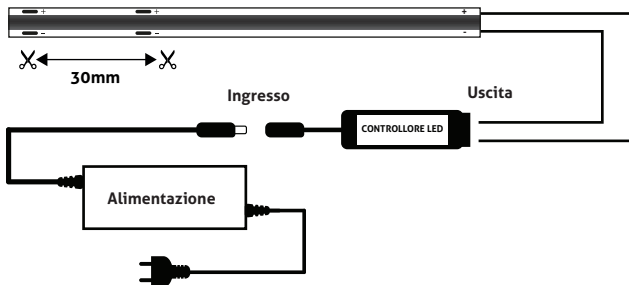 + + +
- - -
30mm
Ingresso
Uscita
CONTROLLORE LED
Alimentazione